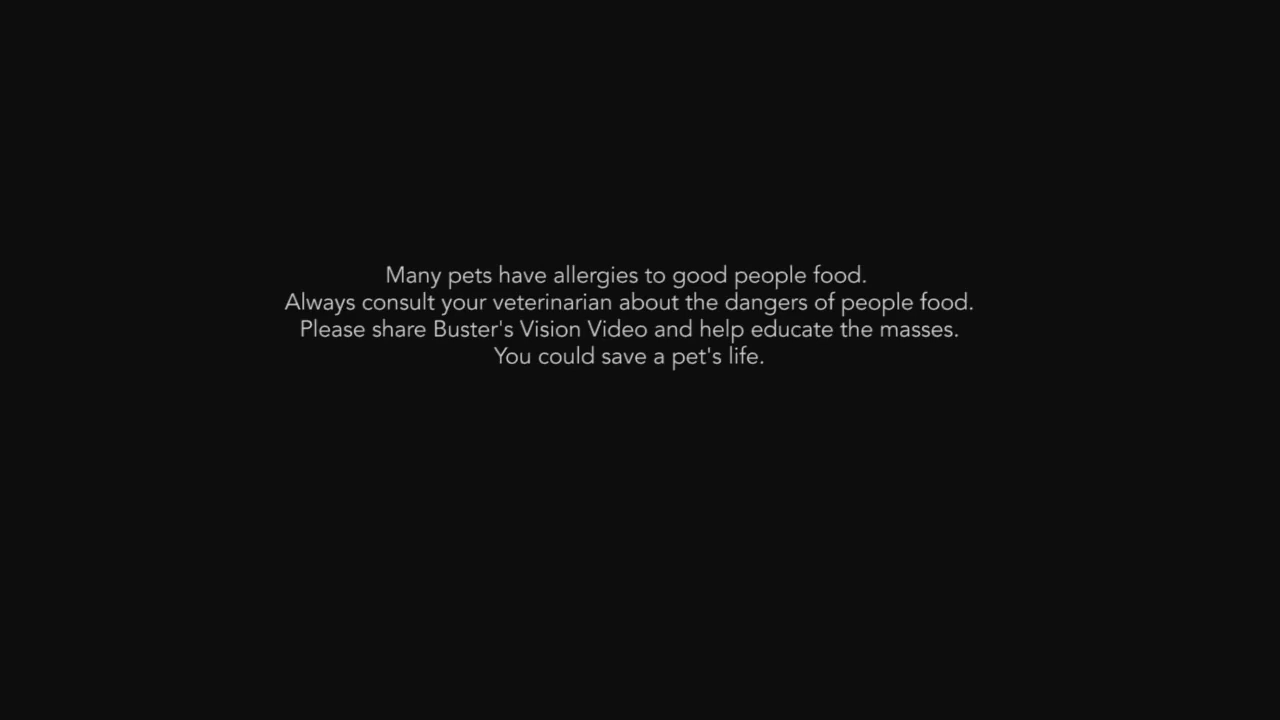 Many pets have allergies to good people food.
Always consult your veterinarian about the dangers of people food.
Please share Buster's Vision Video and help educate the masses.
You could save a pet's life.